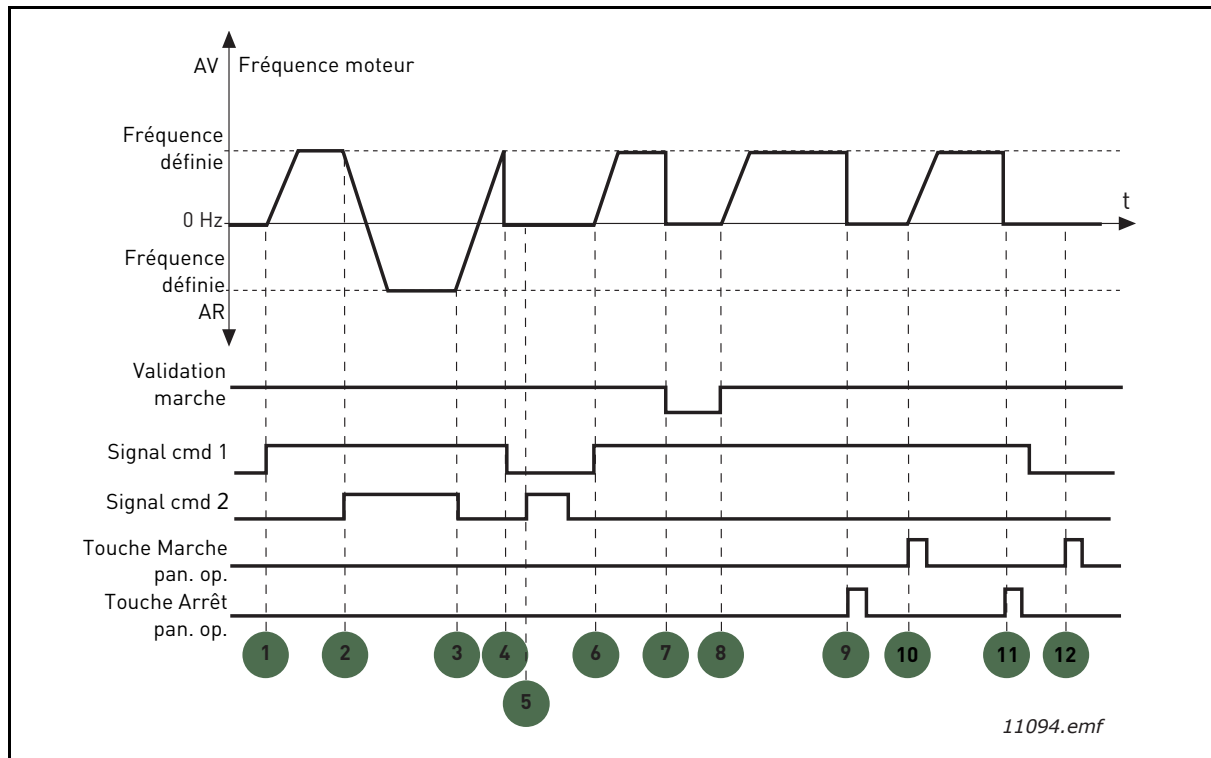 AV
Fréquence moteur
Fréquence
définie
0 Hz
t
Fréquence
définie
AR
Validation
marche
Signal cmd 1
Signal cmd 2
Touche Marche
pan. op.
Touche Arrêt
pan. op.
1
2
3
4
5
6
7
8
9
10
11
12
11094.emf